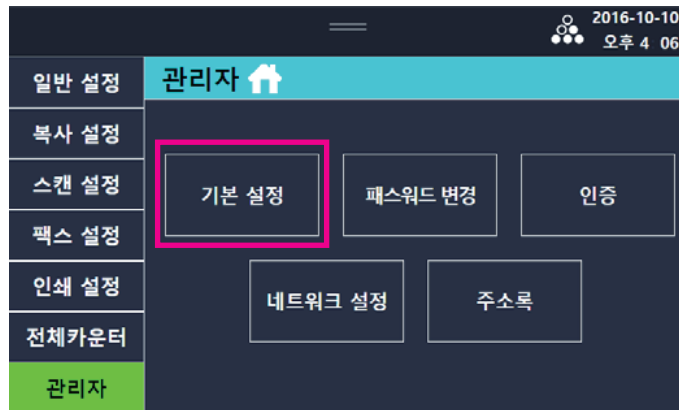 2016-10-10
오후 4 06
일반 설정
관리자
복사 설정
스캔 설정
기본 설정
패스워드 변경
인증
팩스 설정
인쇄 설정
네트워크 설정
주소록
전체카운터
관리자